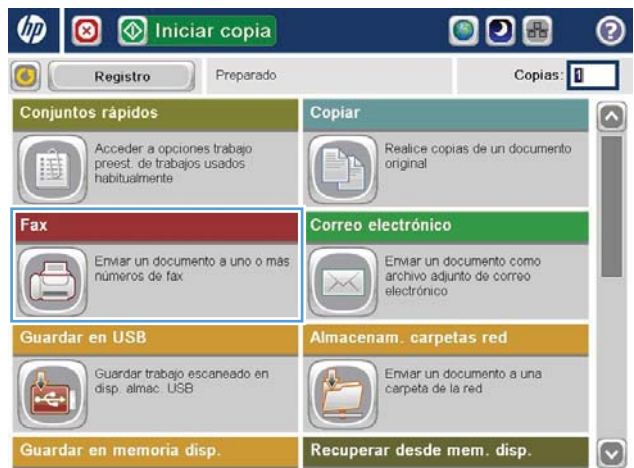 hp
Iniciar copia
?
Registro
Preparado
Copias: 1
Conjuntos rápidos
Copiar
Acceder a opciones trabajo
preest. de trabajos usados
habitualmente
Realice copias de un documento
original
Fax
Correo electrónico
Enviar un documento a uno o más
números de fax
Enviar un documento como
archivo adjunto de correo
electrónico
Guardar en USB
Almacenam. carpetas red
Guardar trabajo escaneado en
disp. almac. USB
Enviar un documento a una
carpeta de la red
Guardar en memoria disp.
Recuperar desde mem. disp.